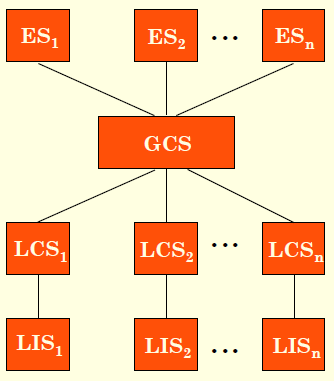 ES₁ ES₂ ... ESₙ
GCS
LCS₁ LCS₂ ... LCSₙ
LIS₁ LIS₂ ... LISₙ